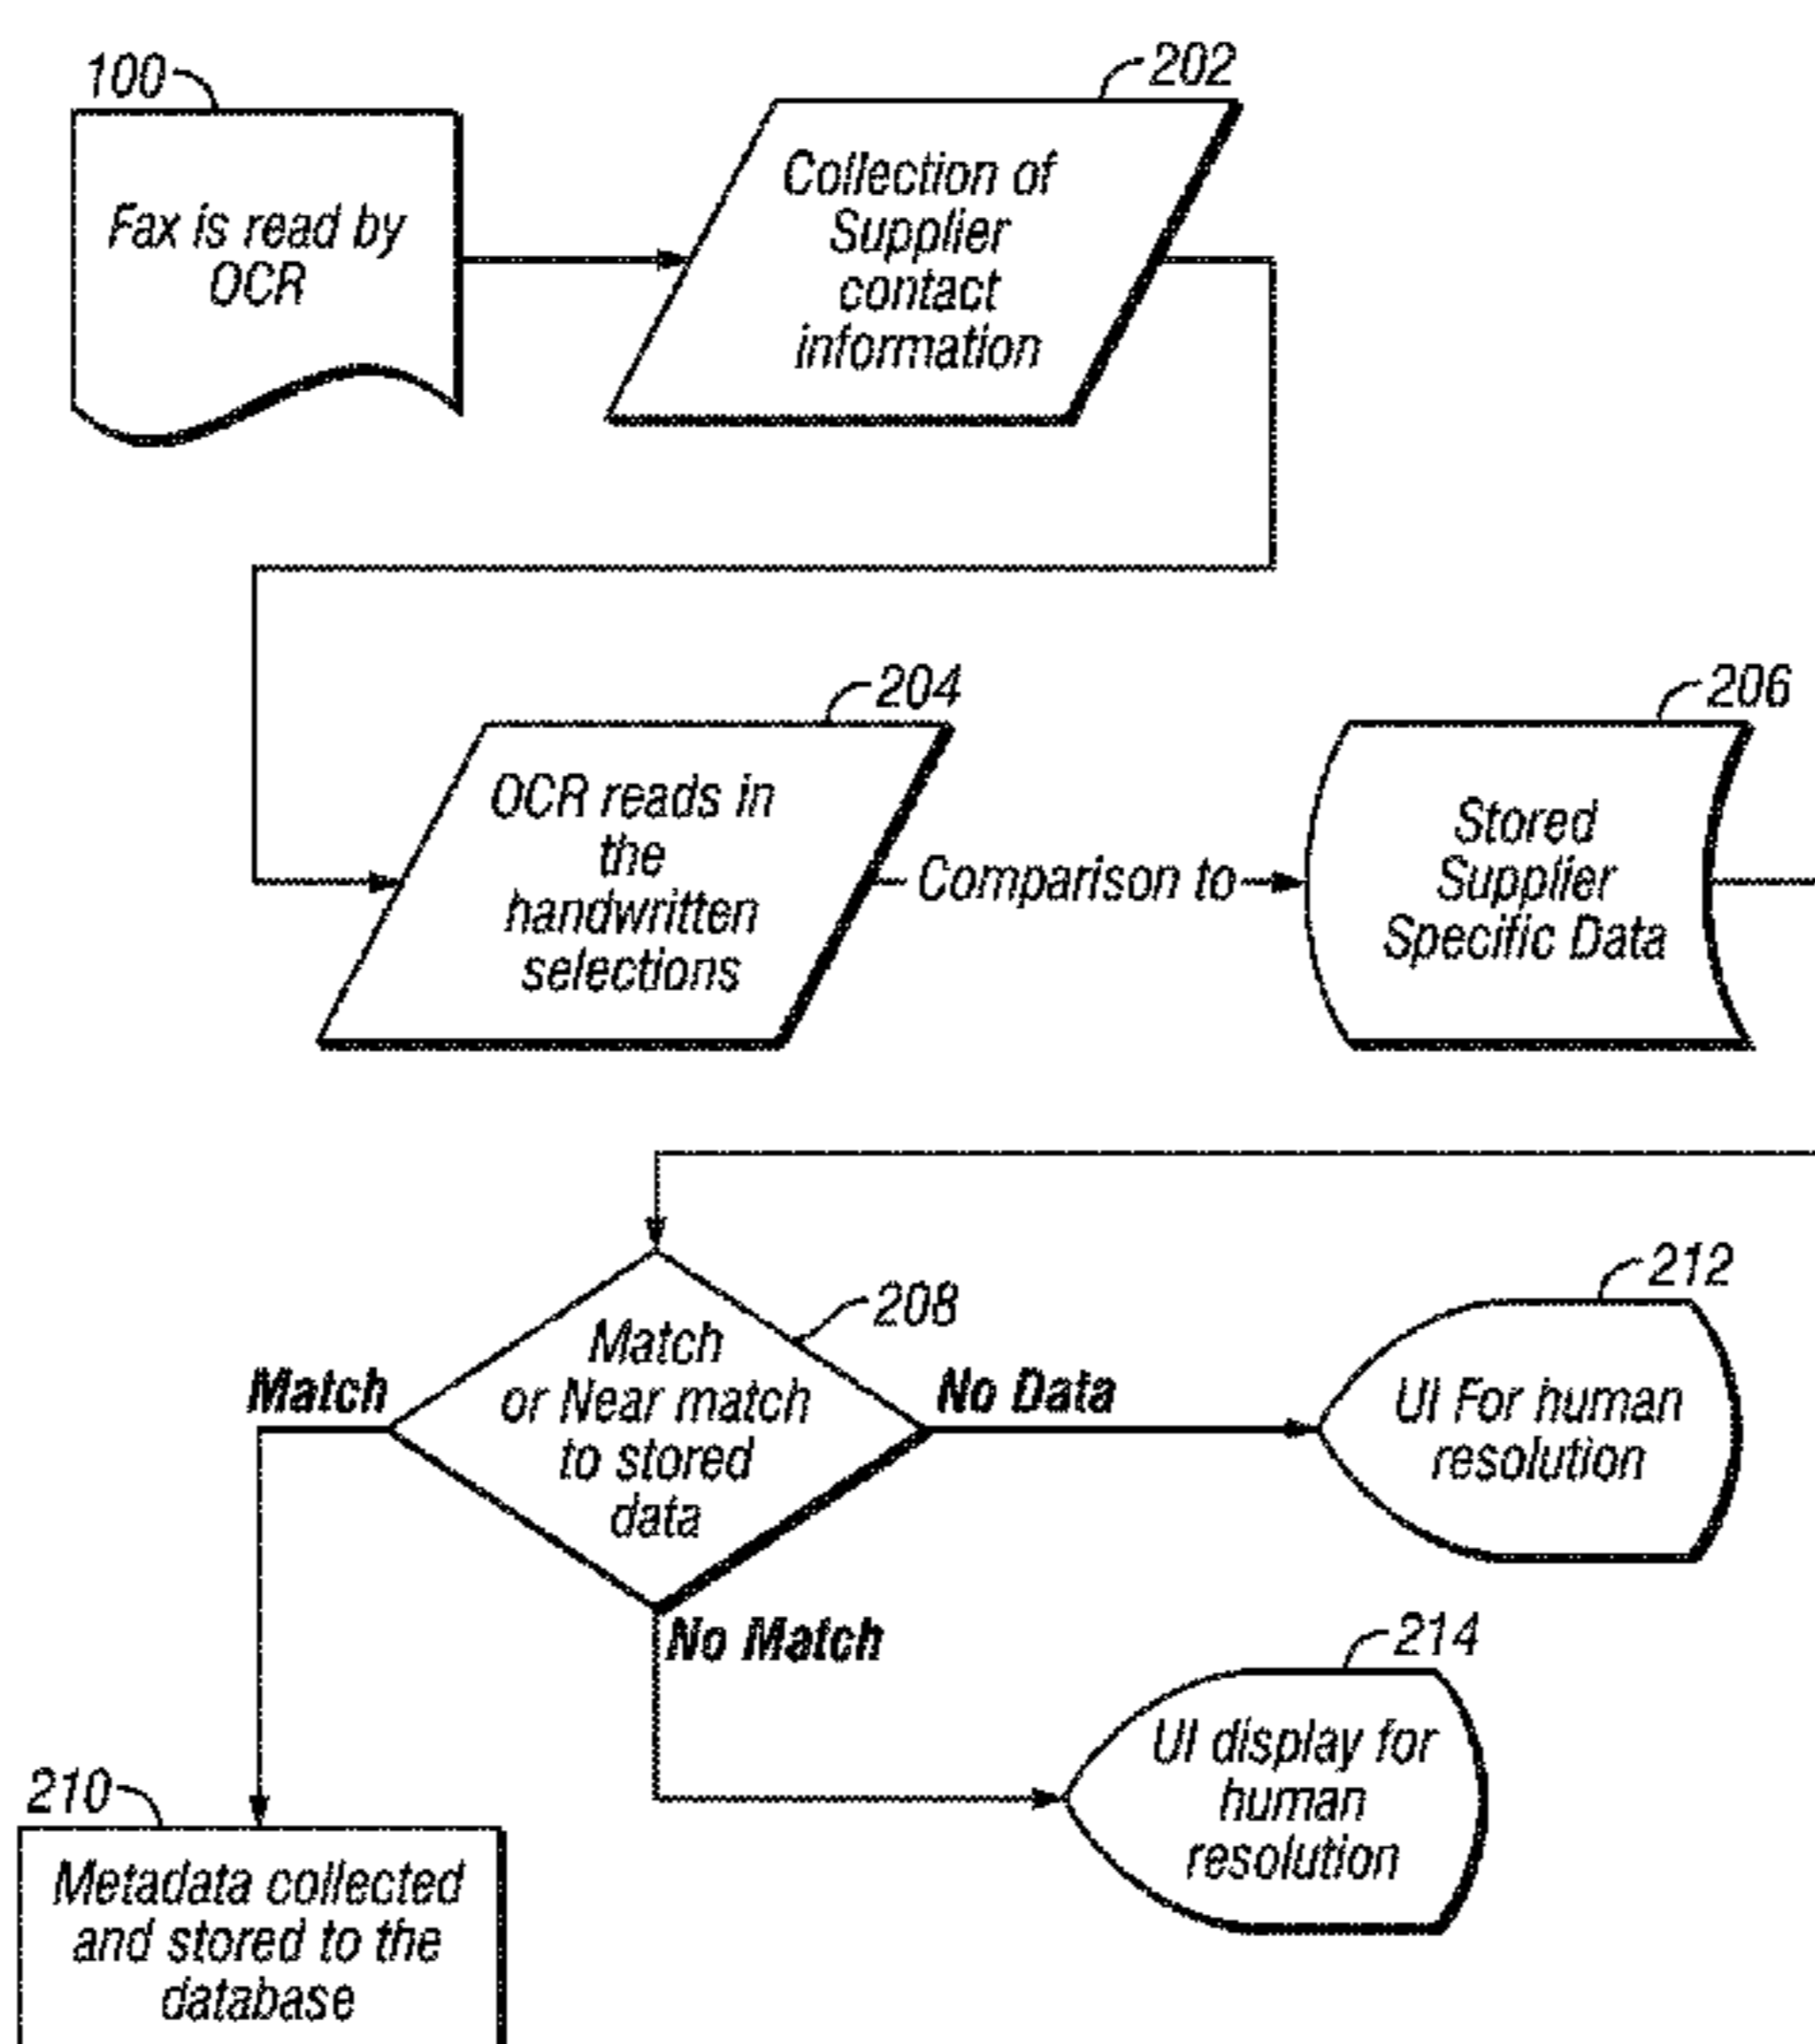 100
Fax is read by
OCR
202
Collection of
Supplier
contact
information
204
OCR reads in
the
handwritten
selections
Comparison to
206
Stored
Supplier
Specific Data
208
Match
or Near match
to stored
data
Match
No Data
No Match
212
UI For human
resolution
214
UI display for
human
resolution
210
Metadata collected
and stored to the
database